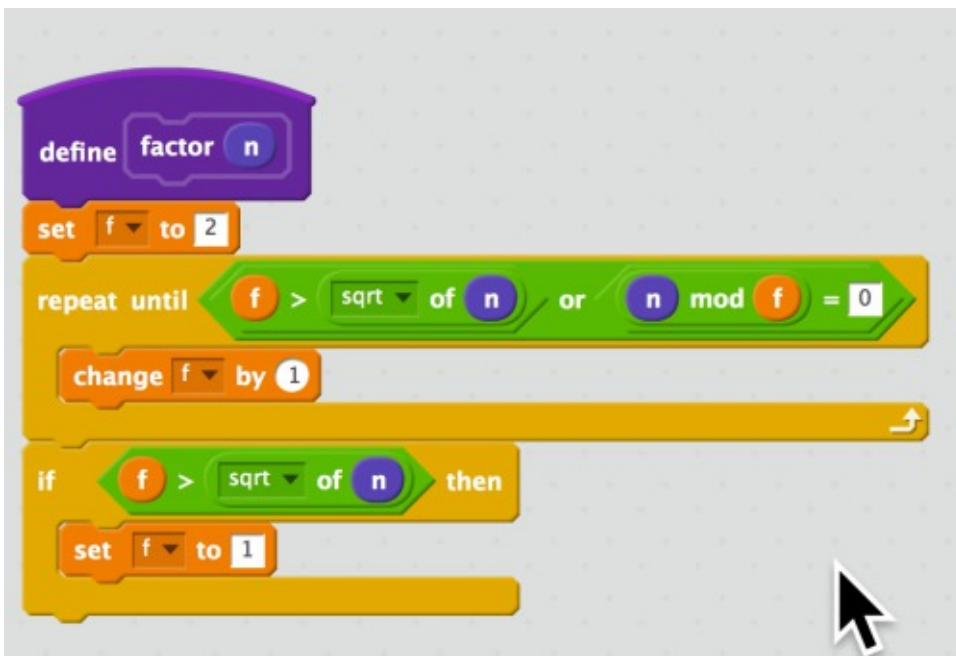 define factor n
set f to 2
repeat until f > sqrt of n or n mod f = 0
change f by 1
if f > sqrt of n then
set f to 1